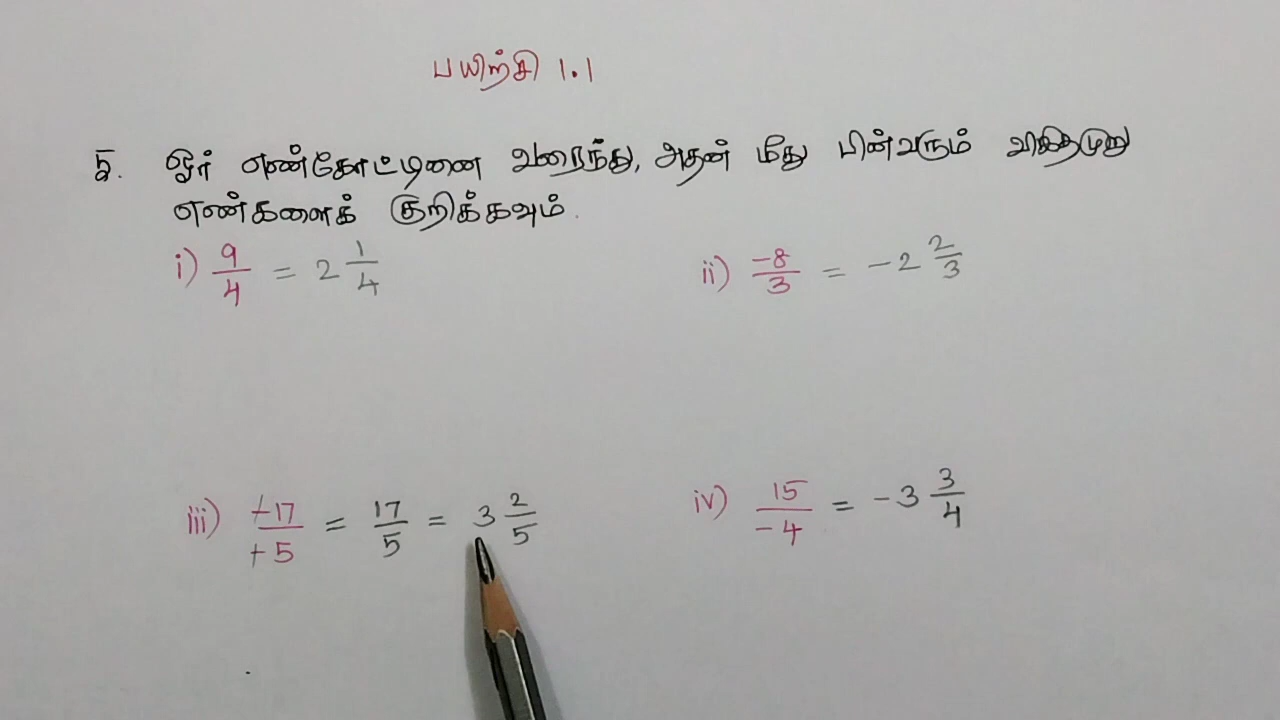 பயிற்சி 1.1
5. ஓர் எண்கோட்டினை வரைந்து, அதன் மீது பின்வரும் விகிதமுறு
எண்களைக் குறிக்கவும்.
i) 9/4 = 2 1/4
ii) -8/3 = -2 2/3
iii) +17/+5 = 17/5 = 3 2/5
iv) 15/-4 = -3 3/4